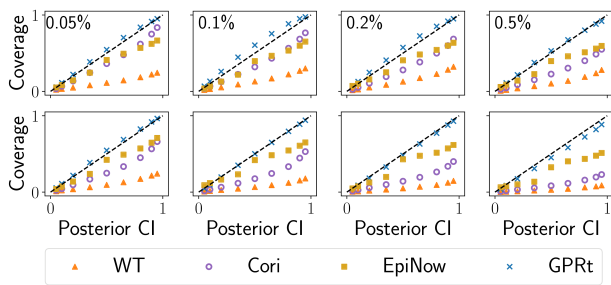 0.05%
0.1%
0.2%
0.5%
Coverage
1
0
Coverage
1
0
0
1
0
1
0
1
0
1
Posterior CI
Posterior CI
Posterior CI
Posterior CI
WT
Cori
EpiNow
GPRt